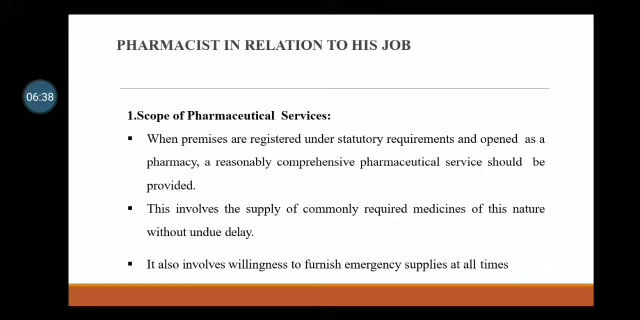 PHARMACIST IN RELATION TO HIS JOB
06:38
1.Scope of Pharmaceutical Services:
▪ When premises are registered under statutory requirements and opened as a
pharmacy, a reasonably comprehensive pharmaceutical service should be
provided.
▪ This involves the supply of commonly required medicines of this nature
without undue delay.
▪ It also involves willingness to furnish emergency supplies at all times